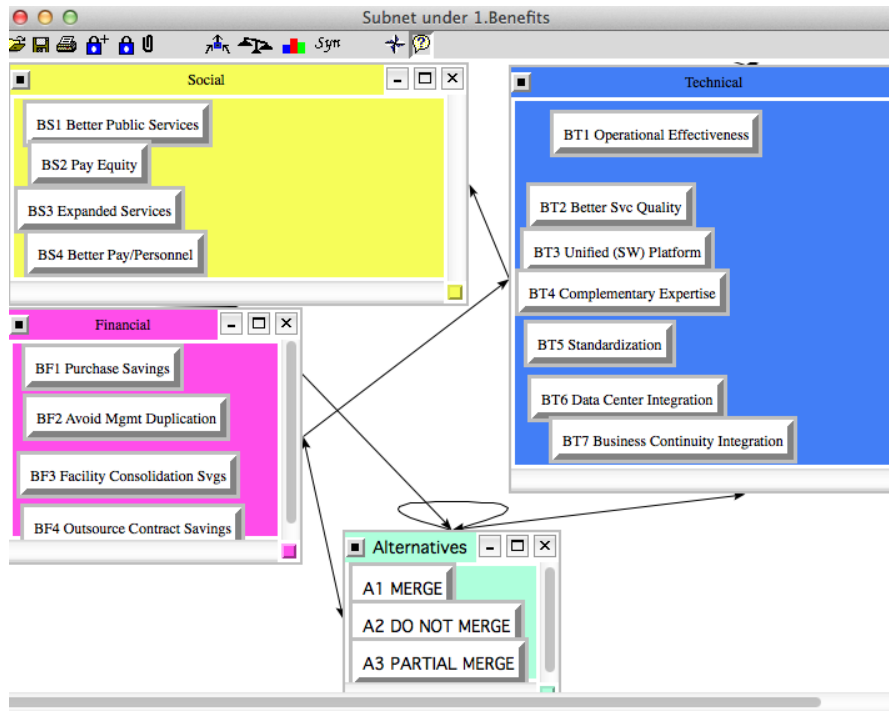 Subnet under 1.Benefits
Syn
Social
BS1 Better Public Services
BS2 Pay Equity
BS3 Expanded Services
BS4 Better Pay/Personnel
Technical
BT1 Operational Effectiveness
BT2 Better Svc Quality
BT3 Unified (SW) Platform
BT4 Complementary Expertise
BT5 Standardization
BT6 Data Center Integration
BT7 Business Continuity Integration
Financial
BF1 Purchase Savings
BF2 Avoid Mgmt Duplication
BF3 Facility Consolidation Svgs
BF4 Outsource Contract Savings
Alternatives
A1 MERGE
A2 DO NOT MERGE
A3 PARTIAL MERGE